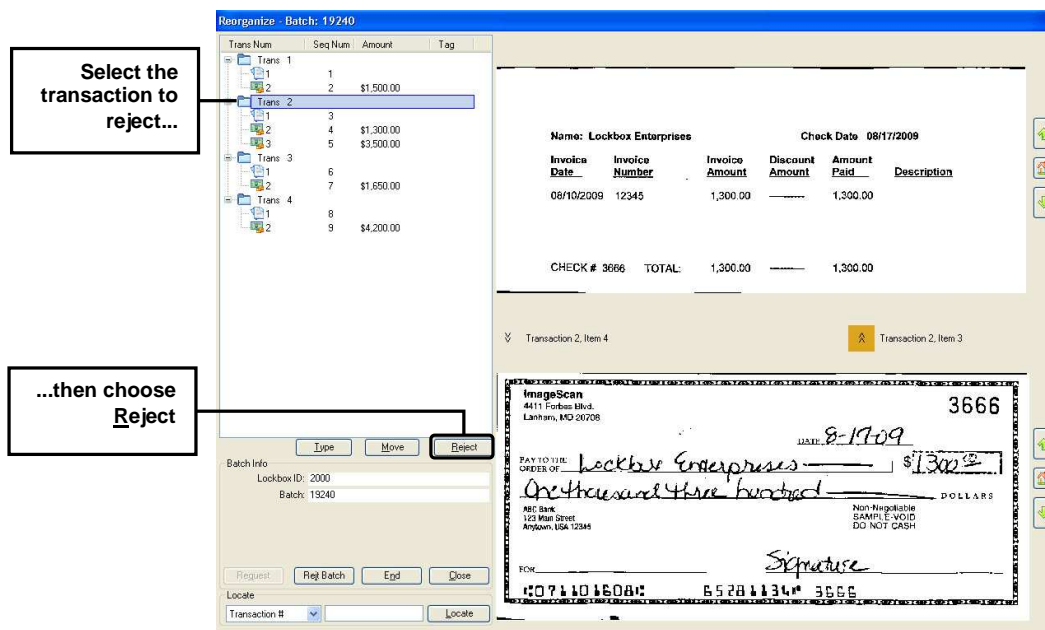 Reorganize - Batch: 19240
Trans Num Seq Num Amount Tag
Trans 1
1 1
2 2 $1,500.00
Trans 2
1 3
2 4 $1,300.00
3 5 $3,500.00
Trans 3
1 6
2 7 $1,650.00
Trans 4
1 8
2 9 $4,200.00
Select the
transaction to
reject...
...then choose
Reject
Type Move Reject
Batch Info
Lockbox ID: 2000
Batch: 19240
Request Rejt Batch End Close
Locate
Transaction # Locate
Name: Lockbox Enterprises Check Date 08/17/2009
Invoice Invoice Invoice Discount Amount
Date Number Amount Amount Paid Description
08/10/2009 12345 1,300.00 1,300.00
CHECK # 3666 TOTAL: 1,300.00 1,300.00
Transaction 2, Item 4 Transaction 2, Item 3
ImageScan
4411 Forbes Blvd.
Lanham, MD 20706
3666
DATE 8-17-09
PAY TO THE
ORDER OF Lockbox Enterprises $ 1300 00
One thousand three hundred DOLLARS
ABC Bank
123 Main Street
Anytown, USA 12345
Non-Negotiable
SAMPLE-VOID
DO NOT CASH
FOR Signature
⑆071101608⑆ 65281134⑈ 3666